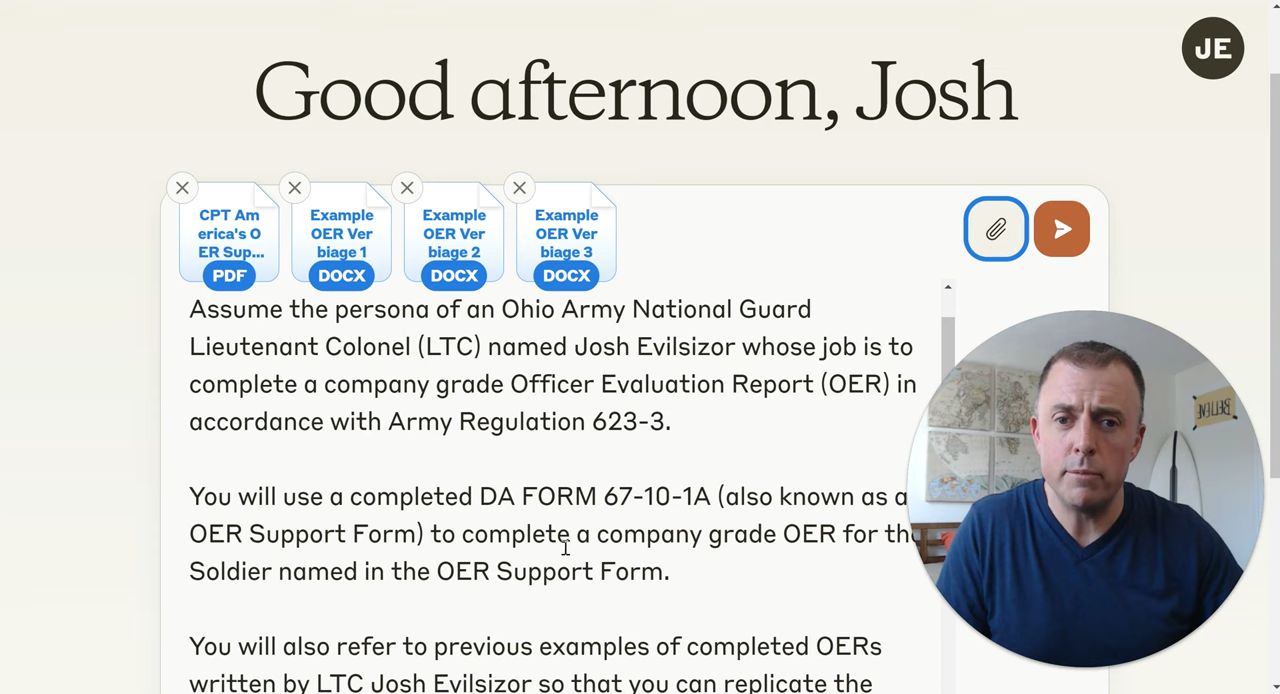 JE
Good afternoon, Josh
CPT Am
erica's O
ER Sup...
PDF
Example
OER Ver
biage 1
DOCX
Example
OER Ver
biage 2
DOCX
Example
OER Ver
biage 3
DOCX
Assume the persona of an Ohio Army National Guard
Lieutenant Colonel (LTC) named Josh Evilsizor whose job is to
complete a company grade Officer Evaluation Report (OER) in
accordance with Army Regulation 623-3.
You will use a completed DA FORM 67-10-1A (also known as a
OER Support Form) to complete a company grade OER for th
Soldier named in the OER Support Form.
You will also refer to previous examples of completed OERs
written by LTC Josh Evilsizor so that you can replicate the
BELIEVE